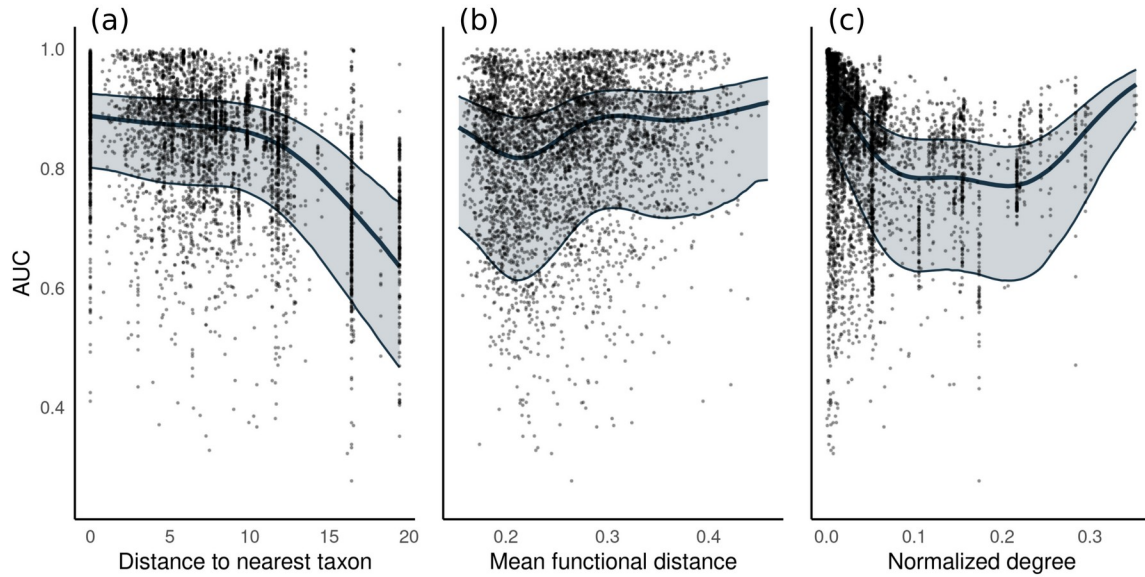 (a) (b) (c)
1.0
0.8
0.6
0.4
AUC
0 5 10 15 20 0.2 0.3 0.4 0.0 0.1 0.2 0.3
Distance to nearest taxon Mean functional distance Normalized degree